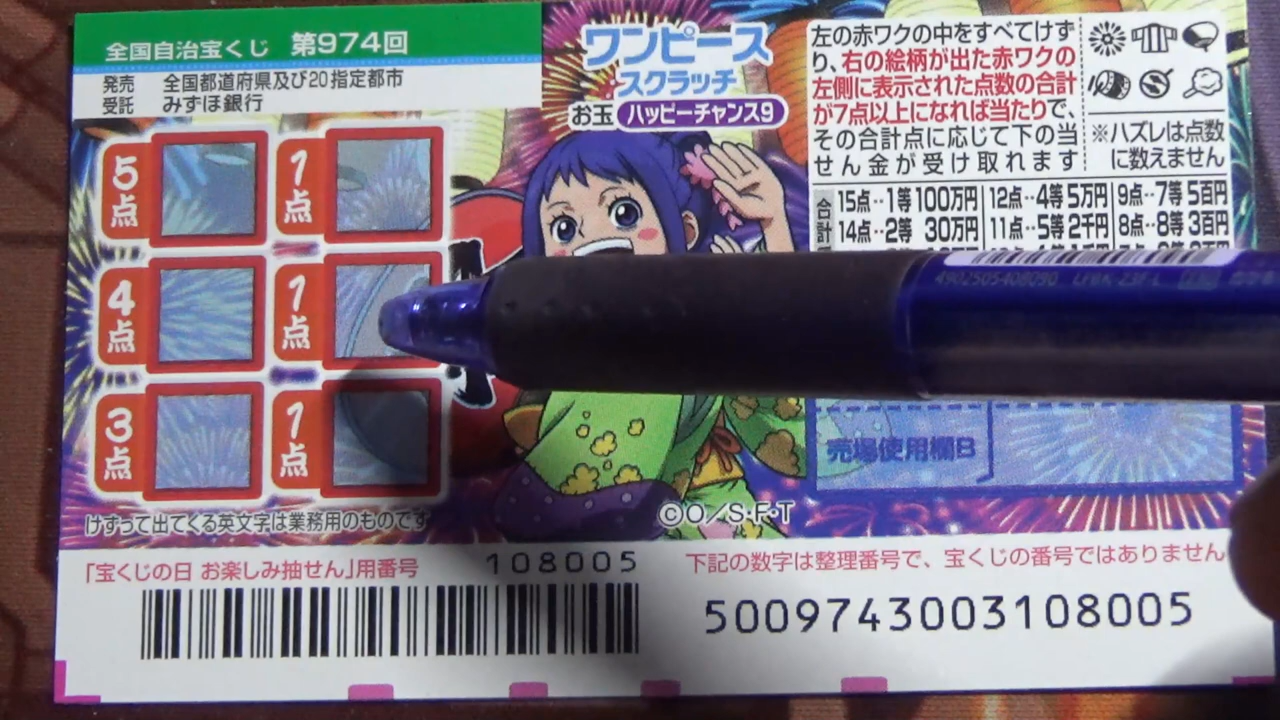 全国自治宝くじ 第974回
発売 全国都道府県及び20指定都市
受託 みずほ銀行
ワンピース
スクラッチ
お玉 ハッピーチャンス9
左の赤ワクの中をすべてけず
り、右の絵柄が出た赤ワクの
左側に表示された点数の合計
が7点以上になれば当たりで、
その合計点に応じて下の当
せん金が受け取れます
※ハズレは点数
に数えません
合計
15点‥1等 100万円
12点‥4等 5万円
9点‥7等 5百円
14点‥2等 30万円
11点‥5等 2千円
8点‥8等 3百円
5点
1点
4点
1点
3点
1点
4902505408090
売場使用欄B
けずって出てくる英文字は業務用のものです
©O/S・F・T
「宝くじの日 お楽しみ抽せん」用番号
108005
下記の数字は整理番号で、宝くじの番号ではありません
5009743003108005